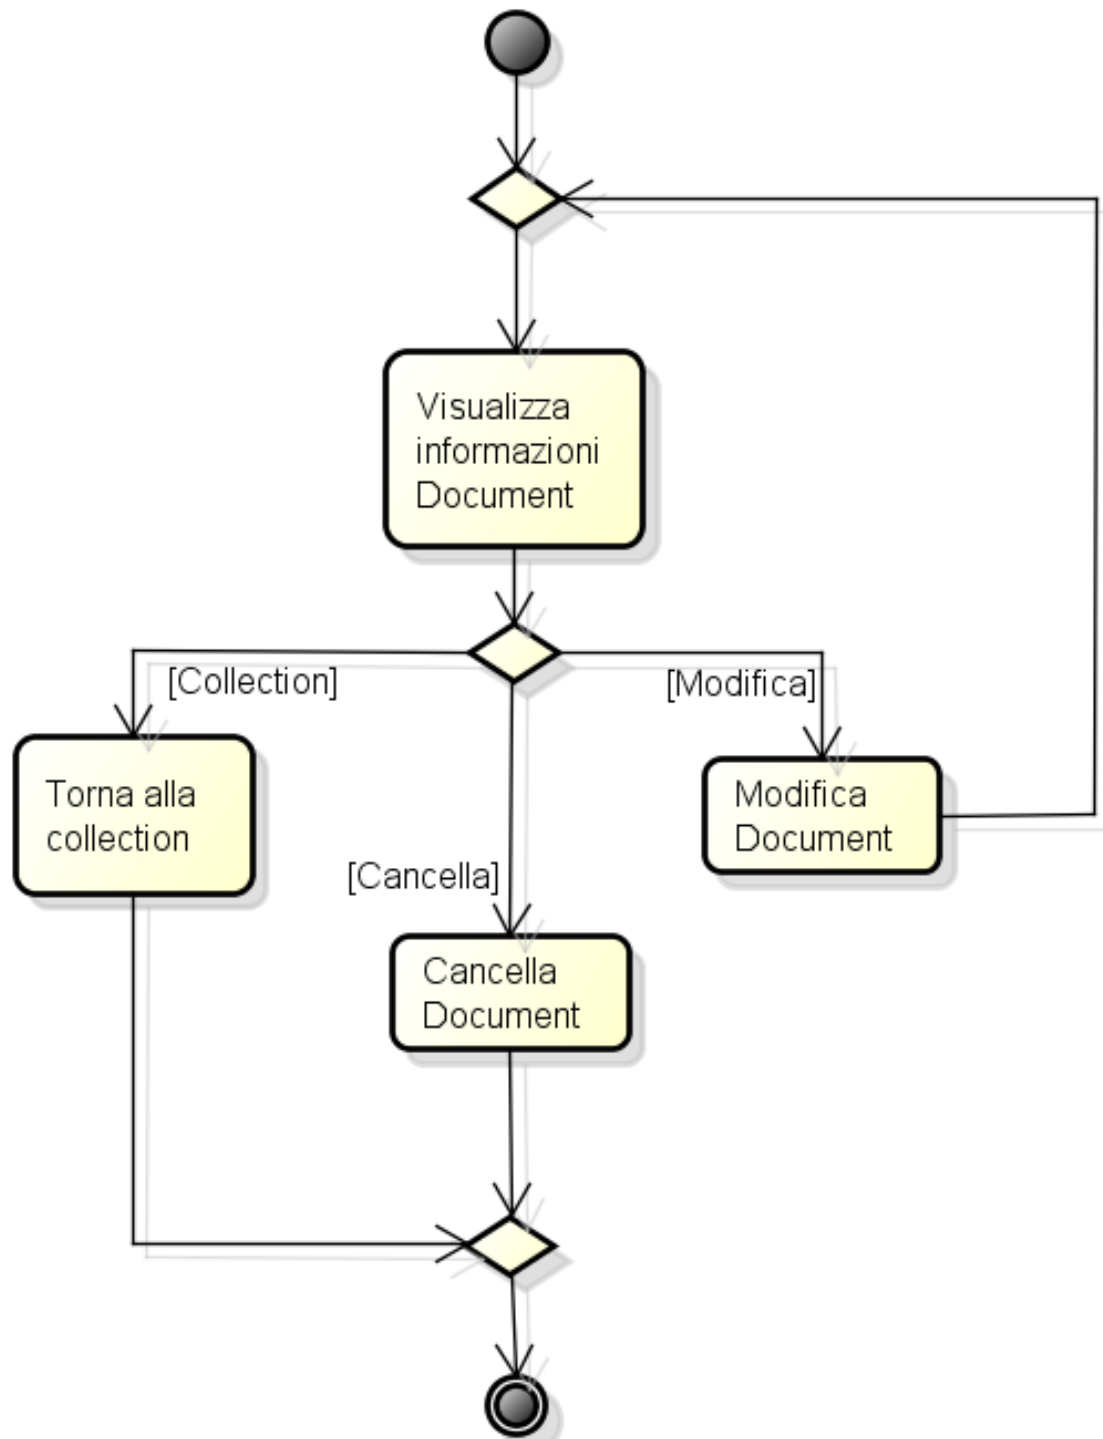 Visualizza
informazioni
Document
[Collection]
[Modifica]
Torna alla
collection
Modifica
Document
[Cancella]
Cancella
Document